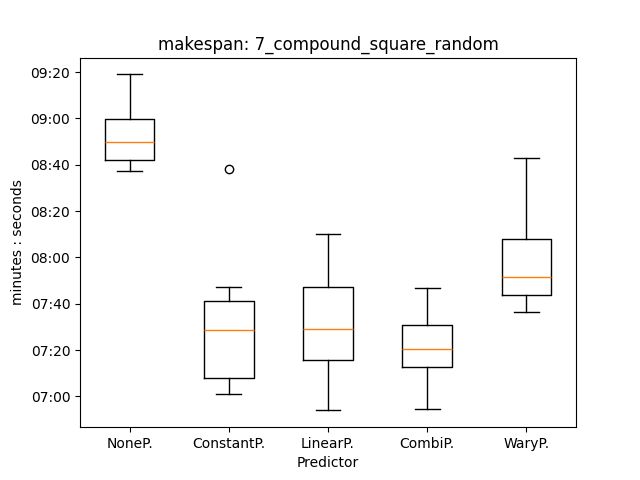 makespan: 7_compound_square_random
09:20
09:00
08:40
08:20
08:00
07:40
07:20
07:00
minutes : seconds
NoneP. ConstantP. LinearP. CombiP. WaryP.
Predictor